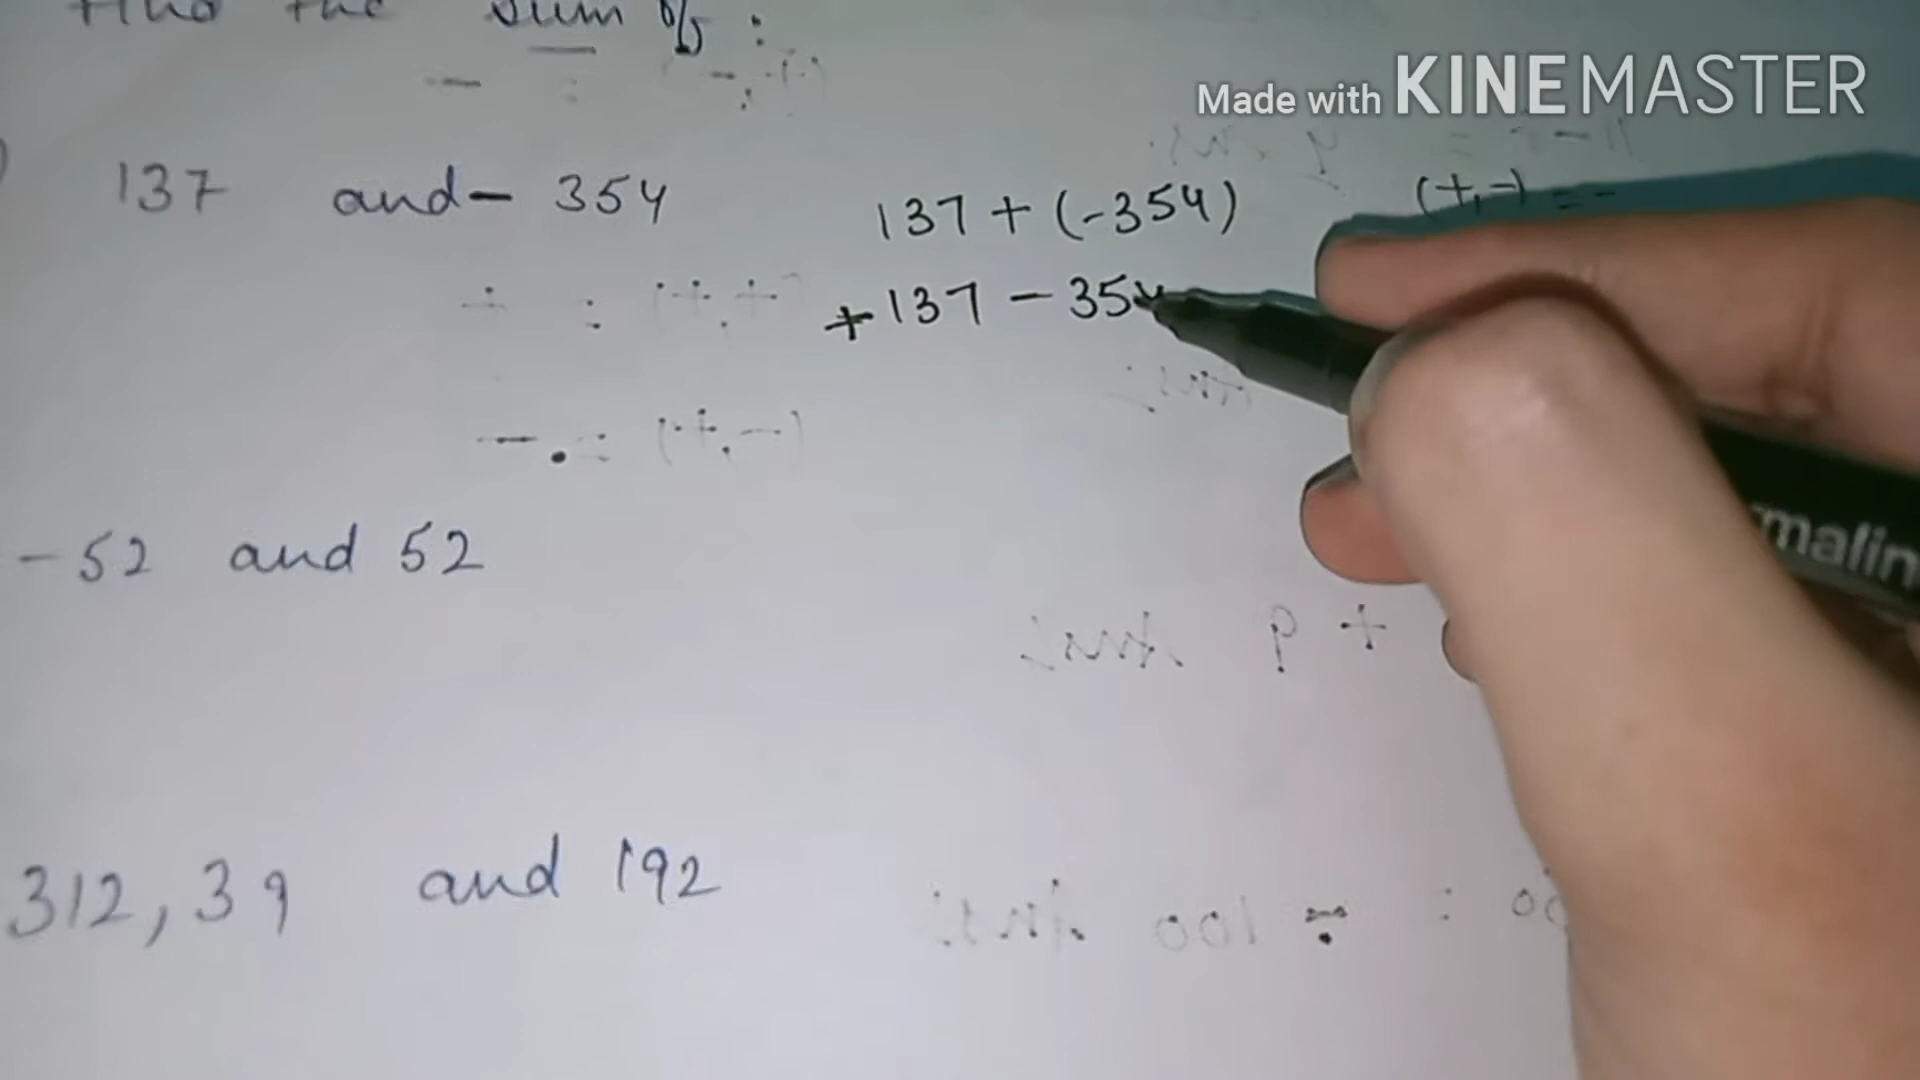 Find the sum of :
Made with KINEMASTER
137 and - 354
137 + (-354)
(+,-) = -
+137 - 354
-52 and 52
312, 39 and 192